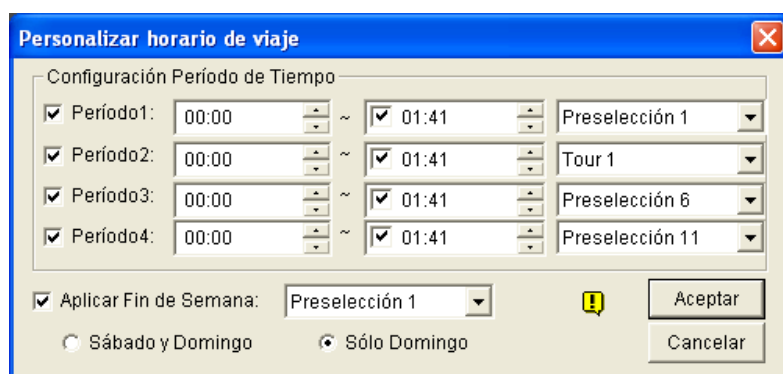 Personalizar horario de viaje
Configuración Período de Tiempo
Período1: 00:00 ~ 01:41 Preselección 1
Período2: 00:00 ~ 01:41 Tour 1
Período3: 00:00 ~ 01:41 Preselección 6
Período4: 00:00 ~ 01:41 Preselección 11
Aplicar Fin de Semana: Preselección 1 ! Aceptar
Sábado y Domingo Sólo Domingo Cancelar